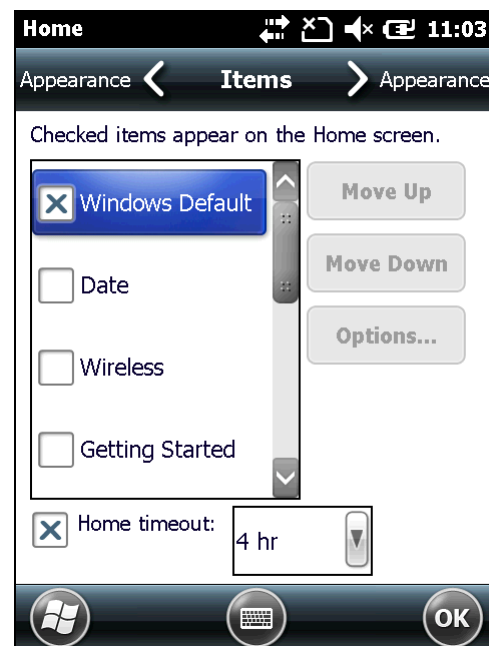 Home 11:03
Appearance Items Appearance
Checked items appear on the Home screen.
Windows Default
Date
Wireless
Getting Started
Move Up
Move Down
Options...
Home timeout: 4 hr
OK